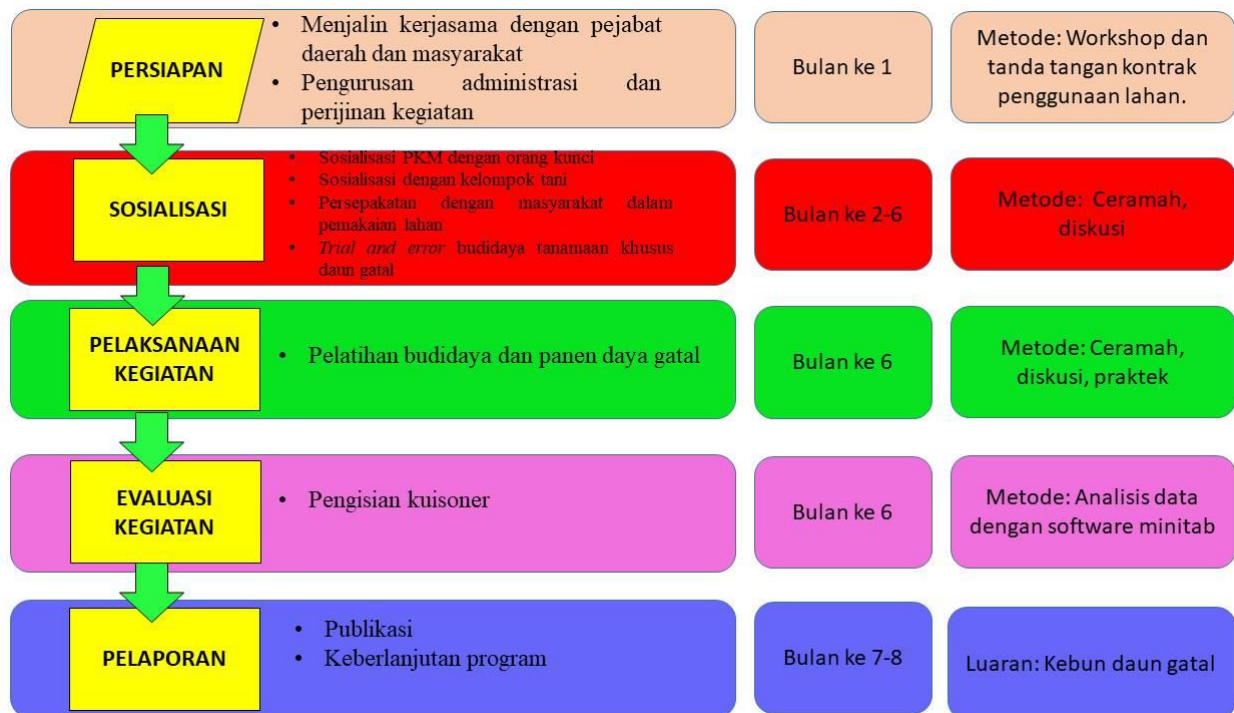 PERSIAPAN
• Menjalin kerjasama dengan pejabat
daerah dan masyarakat
• Pengurusan administrasi dan
perijinan kegiatan
Bulan ke 1
Metode: Workshop dan
tanda tangan kontrak
penggunaan lahan.
SOSIALISASI
• Sosisalisasi PKM dengan orang kunci
• Sosialisasi dengan kelompok tani
• Persepakatan dengan masyarakat dalam
pemakaian lahan
• Trial and error budidaya tanamaan khusus
daun gatal
Bulan ke 2-6
Metode: Ceramah,
diskusi
PELAKSANAAN
KEGIATAN
• Pelatihan budidaya dan panen daya gatal
Bulan ke 6
Metode: Ceramah,
diskusi, praktek
EVALUASI
KEGIATAN
• Pengisian kuisoner
Bulan ke 6
Metode: Analisis data
dengan software minitab
PELAPORAN
• Publikasi
• Keberlanjutan program
Bulan ke 7-8
Luaran: Kebun daun gatal